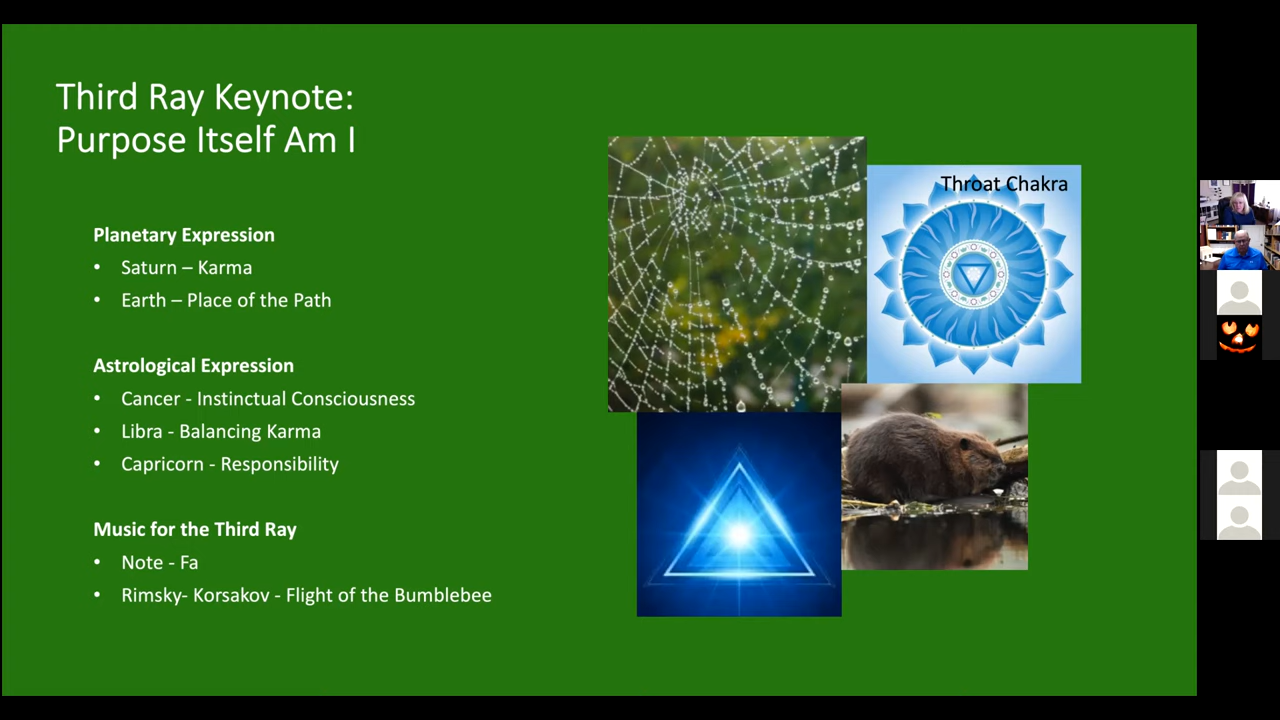 Third Ray Keynote:
Purpose Itself Am I
Planetary Expression
• Saturn – Karma
• Earth – Place of the Path
Astrological Expression
• Cancer - Instinctual Consciousness
• Libra - Balancing Karma
• Capricorn - Responsibility
Music for the Third Ray
• Note - Fa
• Rimsky- Korsakov - Flight of the Bumblebee
Throat Chakra